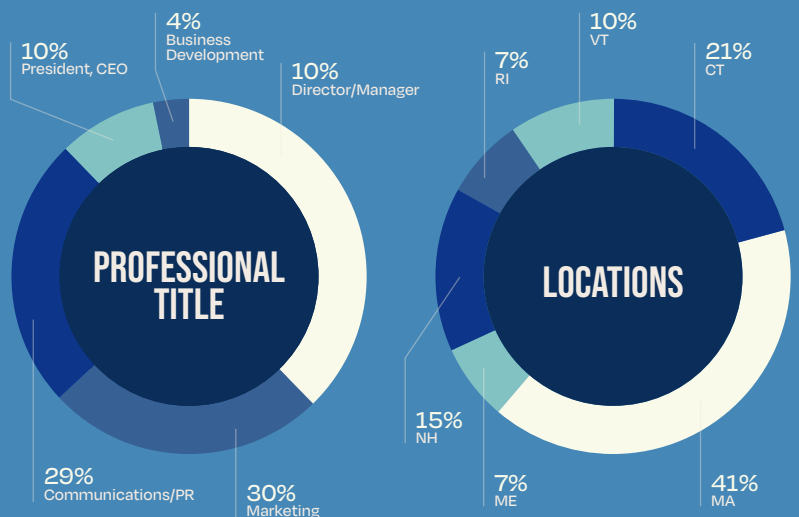 4%
Business
Development
10%
President, CEO
10%
Director/Manager
PROFESSIONAL
TITLE
29%
Communications/PR
30%
Marketing
10%
VT
21%
CT
7%
RI
LOCATIONS
15%
NH
7%
ME
41%
MA